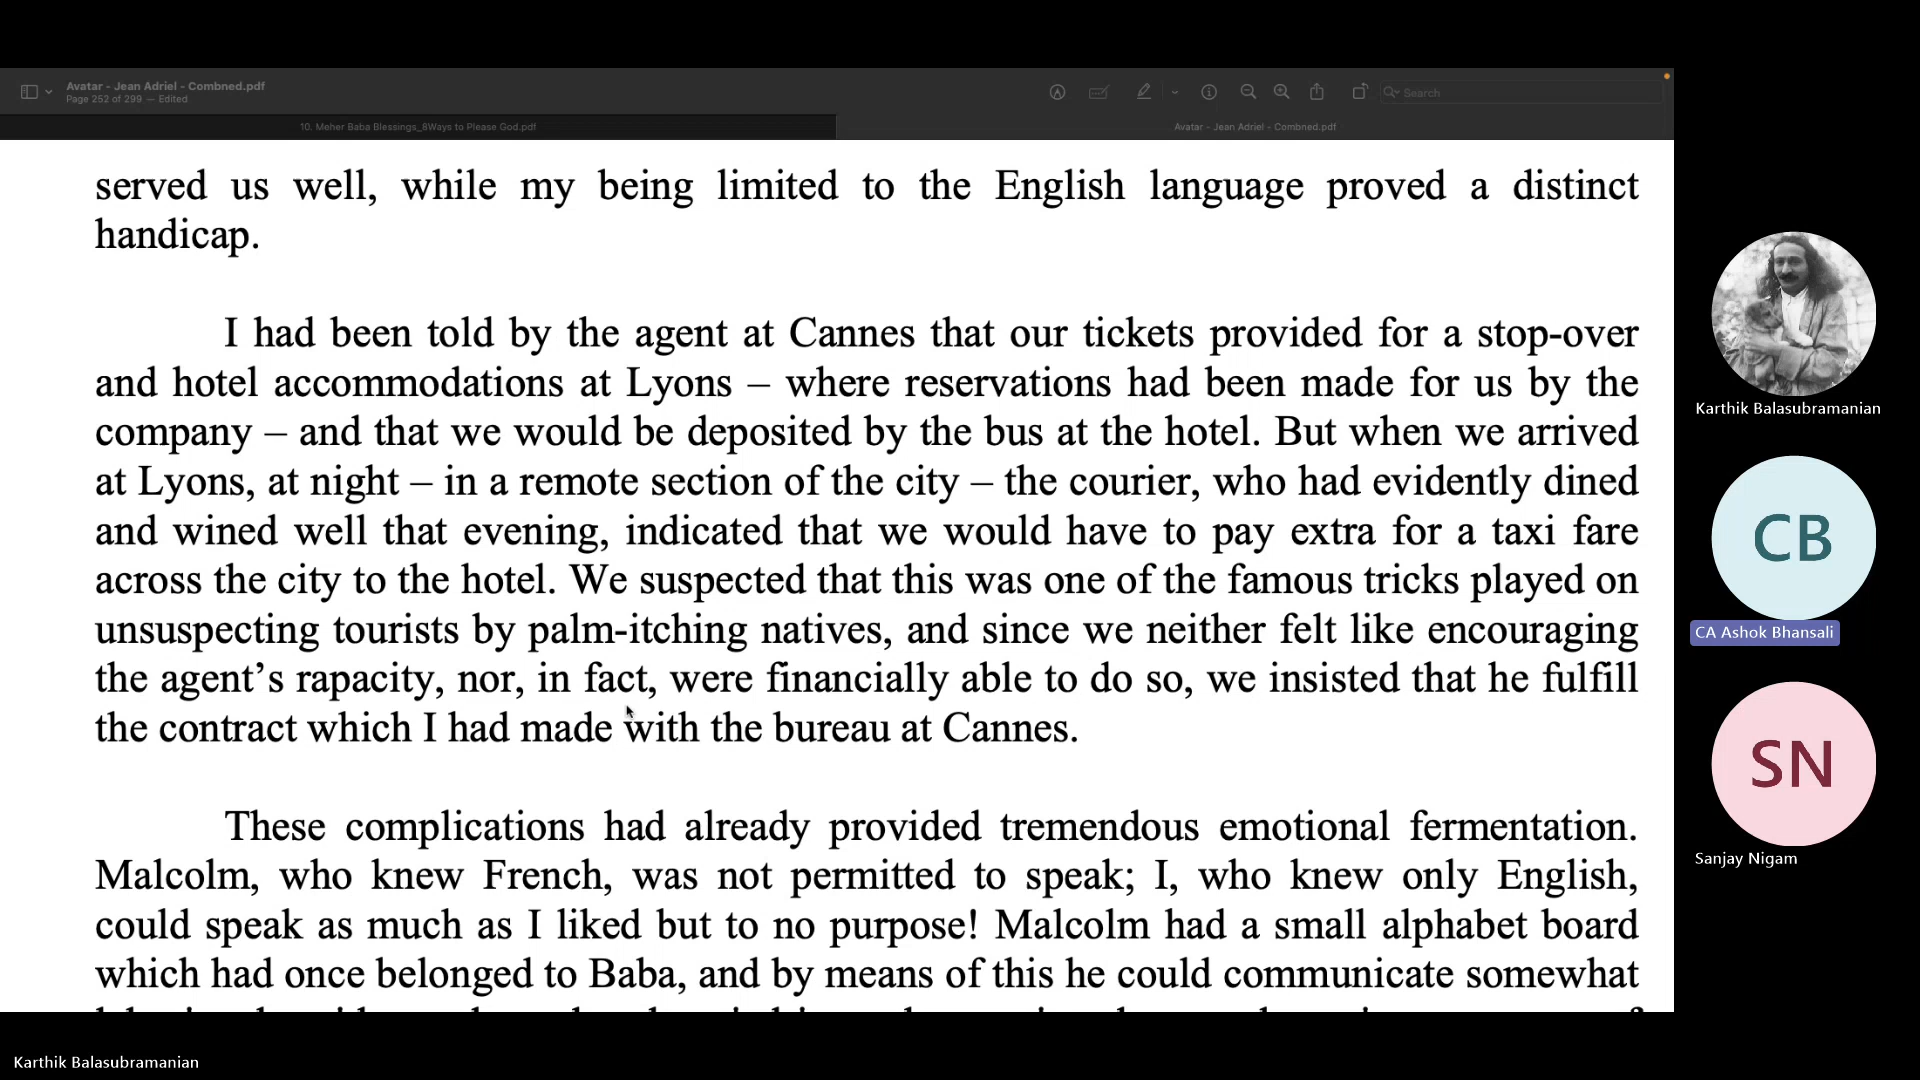 Avatar - Jean Adriel - Combned.pdf
Page 252 of 299 — Edited
Search
10. Meher Baba Blessings_8Ways to Please God.pdf
Avatar - Jean Adriel - Combned.pdf
served us well, while my being limited to the English language proved a distinct
handicap.
I had been told by the agent at Cannes that our tickets provided for a stop-over
and hotel accommodations at Lyons – where reservations had been made for us by the
company – and that we would be deposited by the bus at the hotel. But when we arrived
at Lyons, at night – in a remote section of the city – the courier, who had evidently dined
and wined well that evening, indicated that we would have to pay extra for a taxi fare
across the city to the hotel. We suspected that this was one of the famous tricks played on
unsuspecting tourists by palm-itching natives, and since we neither felt like encouraging
the agent’s rapacity, nor, in fact, were financially able to do so, we insisted that he fulfill
the contract which I had made with the bureau at Cannes.
These complications had already provided tremendous emotional fermentation.
Malcolm, who knew French, was not permitted to speak; I, who knew only English,
could speak as much as I liked but to no purpose! Malcolm had a small alphabet board
which had once belonged to Baba, and by means of this he could communicate somewhat
Karthik Balasubramanian
CB
CA Ashok Bhansali
SN
Sanjay Nigam
Karthik Balasubramanian